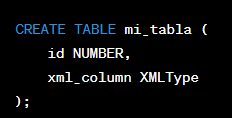 CREATE TABLE mi_tabla (
    id NUMBER,
    xml_column XMLType
);